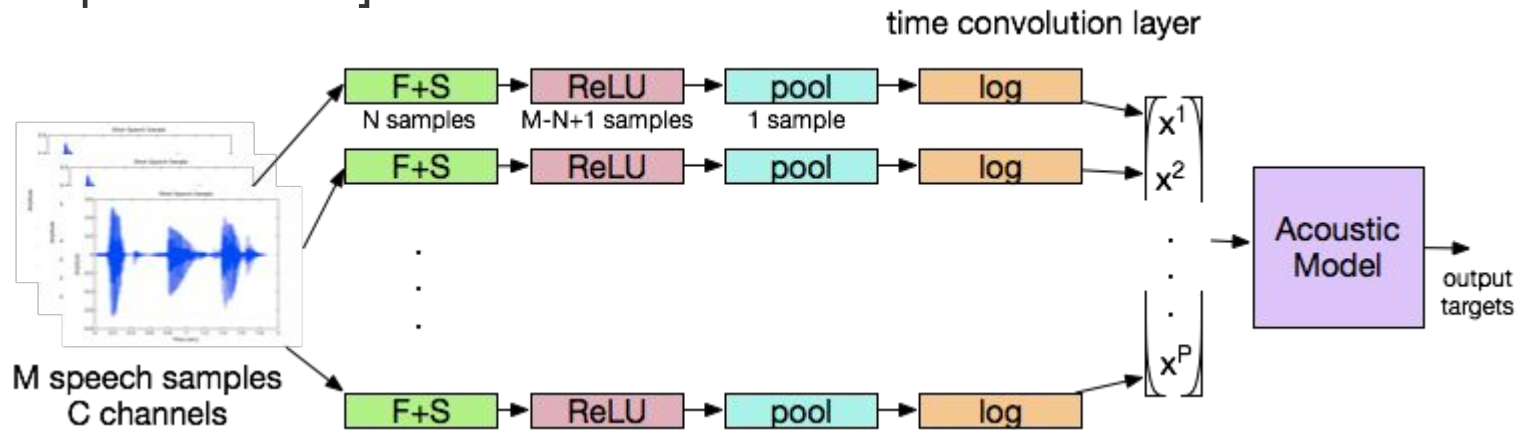 time convolution layer
F+S ReLU pool log
N samples M-N+1 samples 1 sample
F+S ReLU pool log
x¹
x²
.
.
.
.
.
.
x^P
F+S ReLU pool log
Acoustic
Model
output
targets
M speech samples
C channels